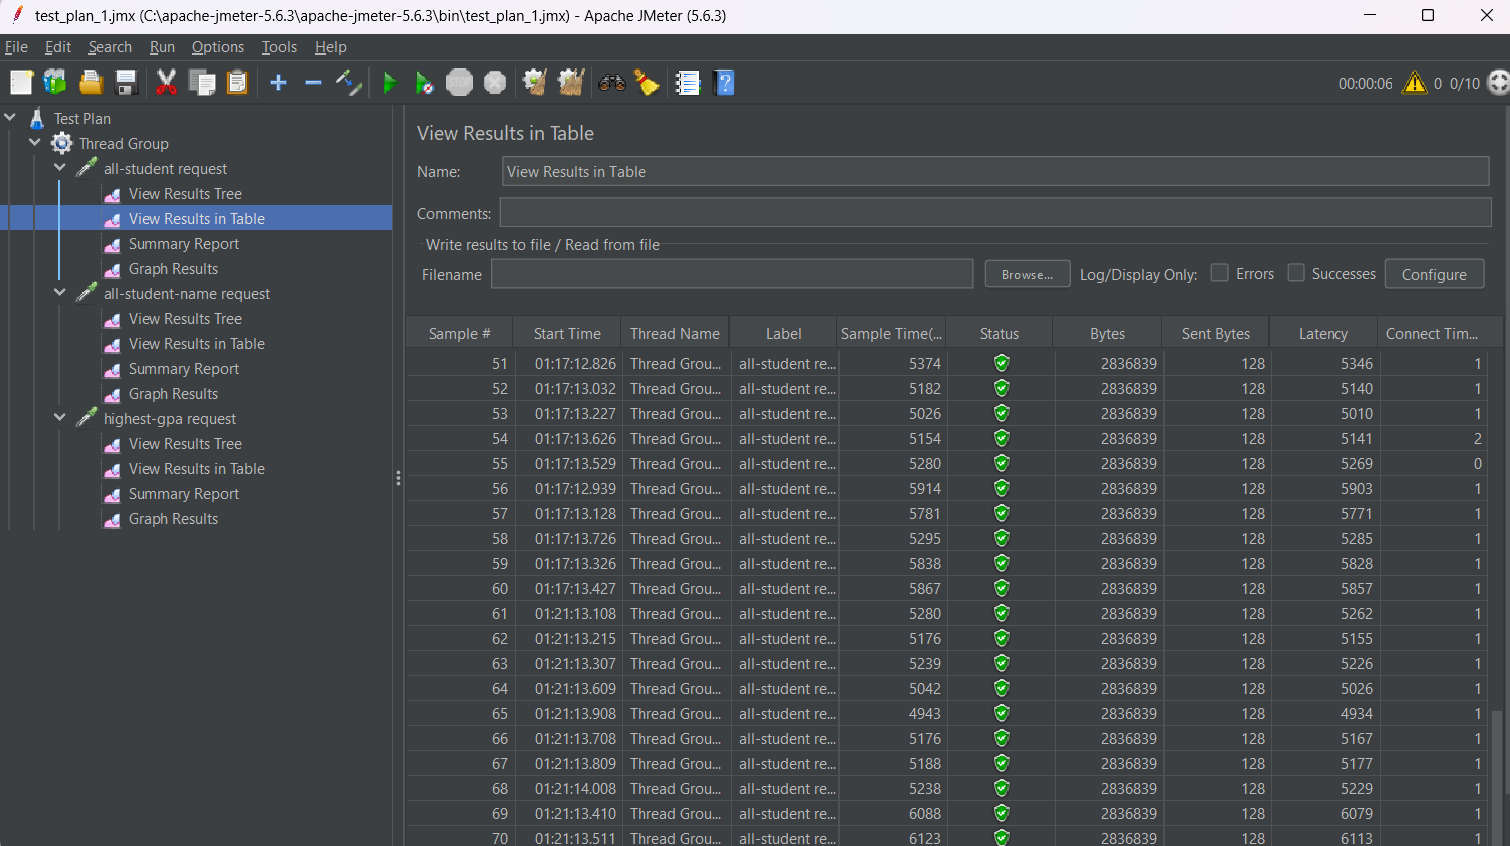 test_plan_1.jmx (C:\apache-jmeter-5.6.3\apache-jmeter-5.6.3\bin\test_plan_1.jmx) - Apache JMeter (5.6.3)
File Edit Search Run Options Tools Help
STOP 00:00:06 0 0/10
Test Plan
Thread Group
all-student request
View Results Tree
View Results in Table
Summary Report
Graph Results
all-student-name request
View Results Tree
View Results in Table
Summary Report
Graph Results
highest-gpa request
View Results Tree
View Results in Table
Summary Report
Graph Results
View Results in Table
Name: View Results in Table
Comments:
Write results to file / Read from file
Filename Browse... Log/Display Only: Errors Successes Configure
Sample # Start Time Thread Name Label Sample Time(... Status Bytes Sent Bytes Latency Connect Tim...
51 01:17:12.826 Thread Grou... all-student re... 5374 2836839 128 5346 1
52 01:17:13.032 Thread Grou... all-student re... 5182 2836839 128 5140 1
53 01:17:13.227 Thread Grou... all-student re... 5026 2836839 128 5010 1
54 01:17:13.626 Thread Grou... all-student re... 5154 2836839 128 5141 2
55 01:17:13.529 Thread Grou... all-student re... 5280 2836839 128 5269 0
56 01:17:12.939 Thread Grou... all-student re... 5914 2836839 128 5903 1
57 01:17:13.128 Thread Grou... all-student re... 5781 2836839 128 5771 1
58 01:17:13.726 Thread Grou... all-student re... 5295 2836839 128 5285 1
59 01:17:13.326 Thread Grou... all-student re... 5838 2836839 128 5828 1
60 01:17:13.427 Thread Grou... all-student re... 5867 2836839 128 5857 1
61 01:21:13.108 Thread Grou... all-student re... 5280 2836839 128 5262 1
62 01:21:13.215 Thread Grou... all-student re... 5176 2836839 128 5155 1
63 01:21:13.307 Thread Grou... all-student re... 5239 2836839 128 5226 1
64 01:21:13.609 Thread Grou... all-student re... 5042 2836839 128 5026 1
65 01:21:13.908 Thread Grou... all-student re... 4943 2836839 128 4934 1
66 01:21:13.708 Thread Grou... all-student re... 5176 2836839 128 5167 1
67 01:21:13.809 Thread Grou... all-student re... 5188 2836839 128 5177 1
68 01:21:14.008 Thread Grou... all-student re... 5238 2836839 128 5229 1
69 01:21:13.410 Thread Grou... all-student re... 6088 2836839 128 6079 1
70 01:21:13.511 Thread Grou... all-student re... 6123 2836839 128 6113 1